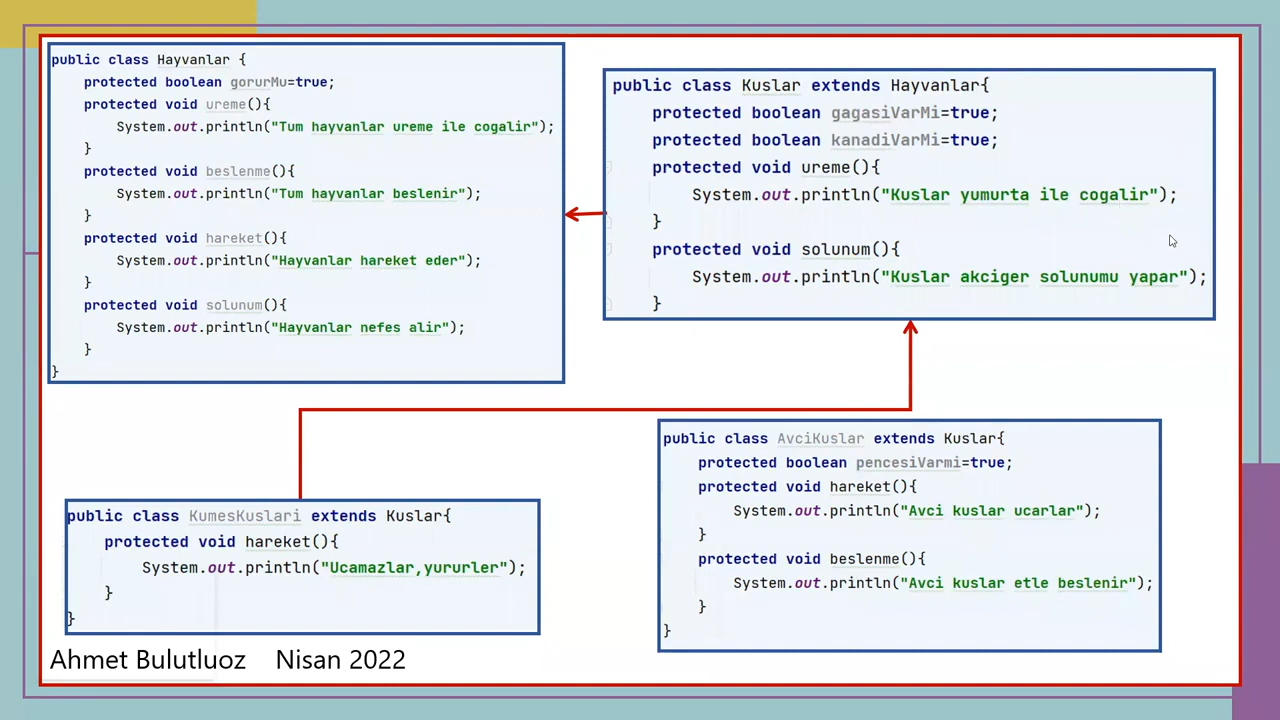 public class Hayvanlar {
protected boolean gorurMu=true;
protected void ureme(){
System.out.println("Tum hayvanlar ureme ile cogalir");
}
protected void beslenme(){
System.out.println("Tum hayvanlar beslenir");
}
protected void hareket(){
System.out.println("Hayvanlar hareket eder");
}
protected void solunum(){
System.out.println("Hayvanlar nefes alir");
}
}
public class Kuslar extends Hayvanlar{
protected boolean gagasiVarMi=true;
protected boolean kanadiVarMi=true;
protected void ureme(){
System.out.println("Kuslar yumurta ile cogalir");
}
protected void solunum(){
System.out.println("Kuslar akciger solunumu yapar");
}
public class KumesKuslari extends Kuslar{
protected void hareket(){
System.out.println("Ucamazlar,yururler");
}
}
public class AvciKuslar extends Kuslar{
protected boolean pencesiVarmi=true;
protected void hareket(){
System.out.println("Avci kuslar ucarlar");
}
protected void beslenme(){
System.out.println("Avci kuslar etle beslenir");
}
}
Ahmet Bulutluoz Nisan 2022